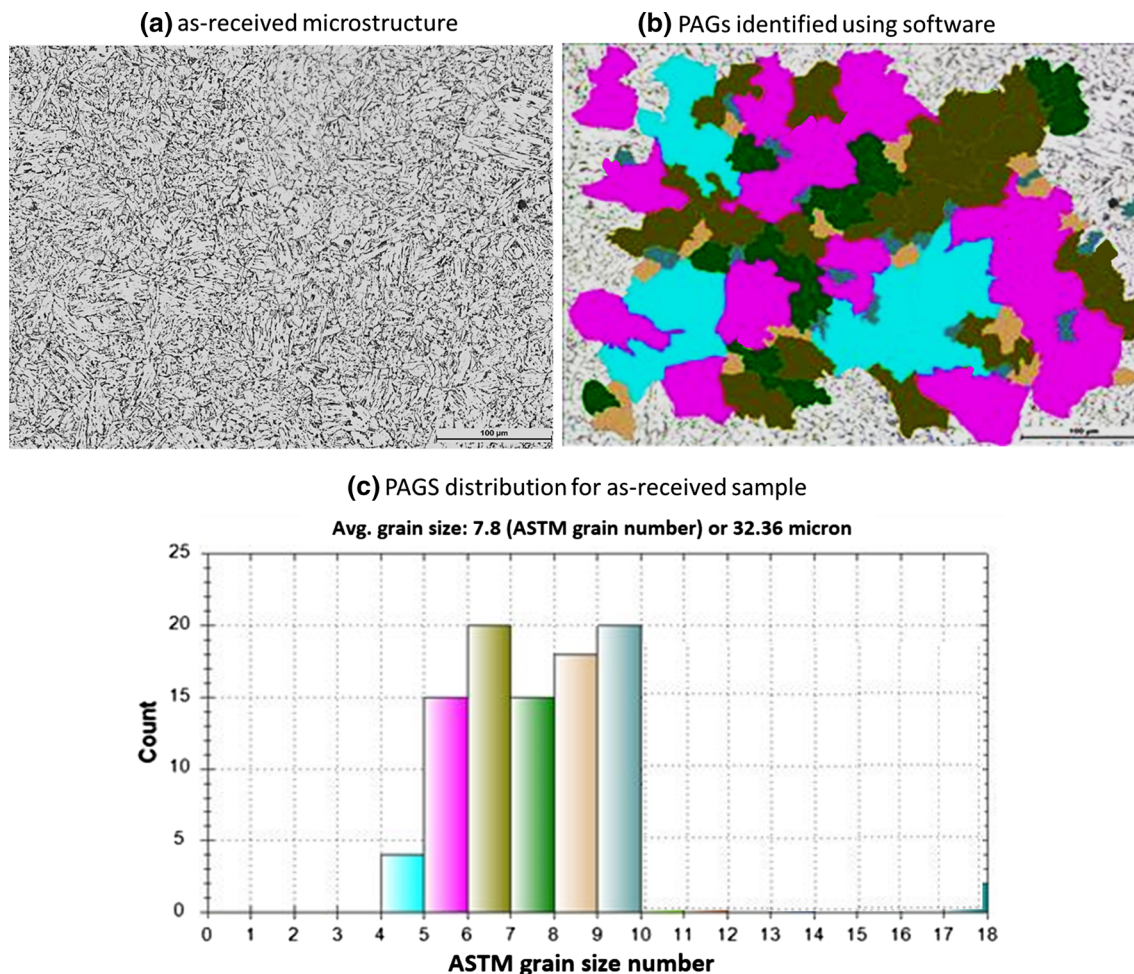 (a) as-received microstructure
(b) PAGs identified using software
100 µm
100 µm
(c) PAGS distribution for as-received sample
Avg. grain size: 7.8 (ASTM grain number) or 32.36 micron
25
20
15
10
5
0
Count
0 1 2 3 4 5 6 7 8 9 10 11 12 13 14 15 16 17 18
ASTM grain size number